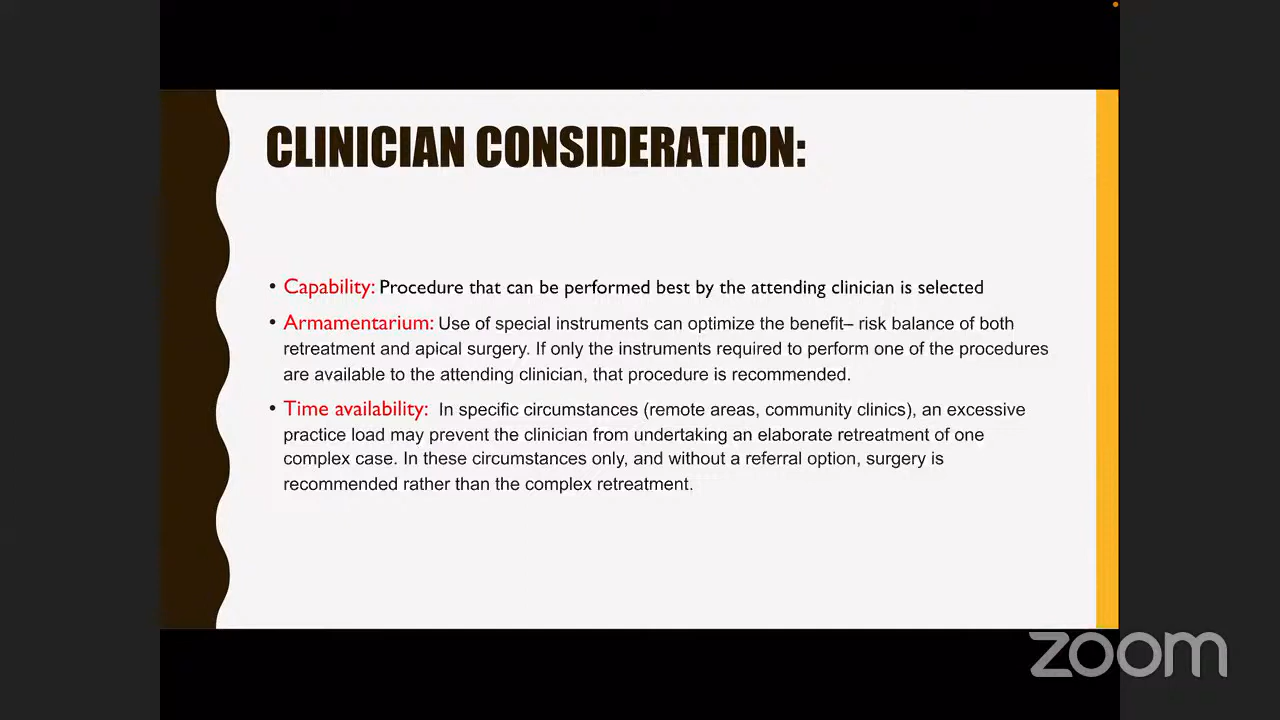 CLINICIAN CONSIDERATION:
• Capability: Procedure that can be performed best by the attending clinician is selected
• Armamentarium: Use of special instruments can optimize the benefit– risk balance of both
retreatment and apical surgery. If only the instruments required to perform one of the procedures
are available to the attending clinician, that procedure is recommended.
• Time availability: In specific circumstances (remote areas, community clinics), an excessive
practice load may prevent the clinician from undertaking an elaborate retreatment of one
complex case. In these circumstances only, and without a referral option, surgery is
recommended rather than the complex retreatment.
zoom